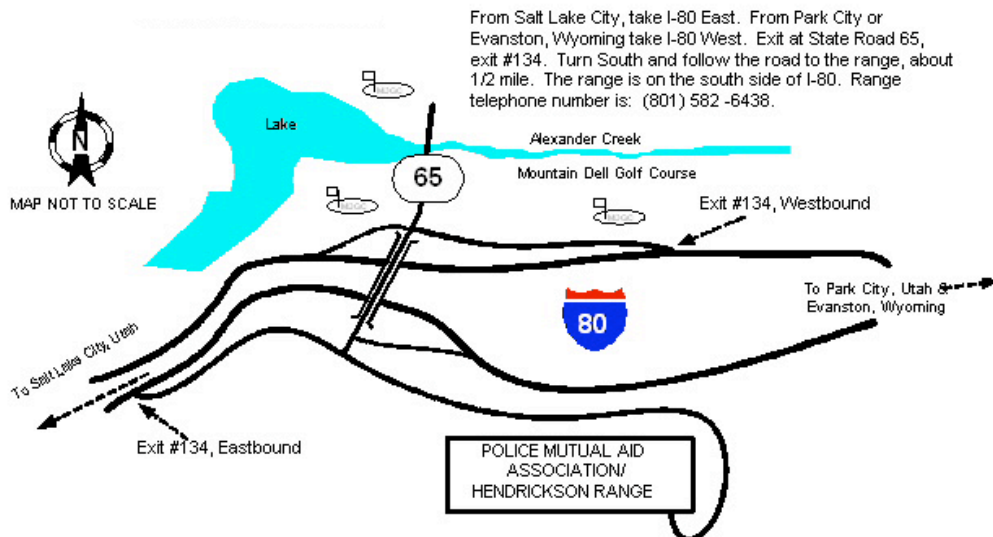 From Salt Lake City, take I-80 East.  From Park City or
Evanston, Wyoming take I-80 West.  Exit at State Road 65,
exit #134.  Turn South and follow the road to the range, about
1/2 mile.  The range is on the south side of I-80.  Range
telephone number is:  (801) 582 -6438.
MDGC
Lake
Alexander Creek
N
65
Mountain Dell Golf Course
MAP NOT TO SCALE
MDGC
MDGC
Exit #134, Westbound
To Park City, Utah &
Evanston, Wyoming
80
To Salt Lake City, Utah
Exit #134, Eastbound
POLICE MUTUAL AID
ASSOCIATION/
HENDRICKSON RANGE